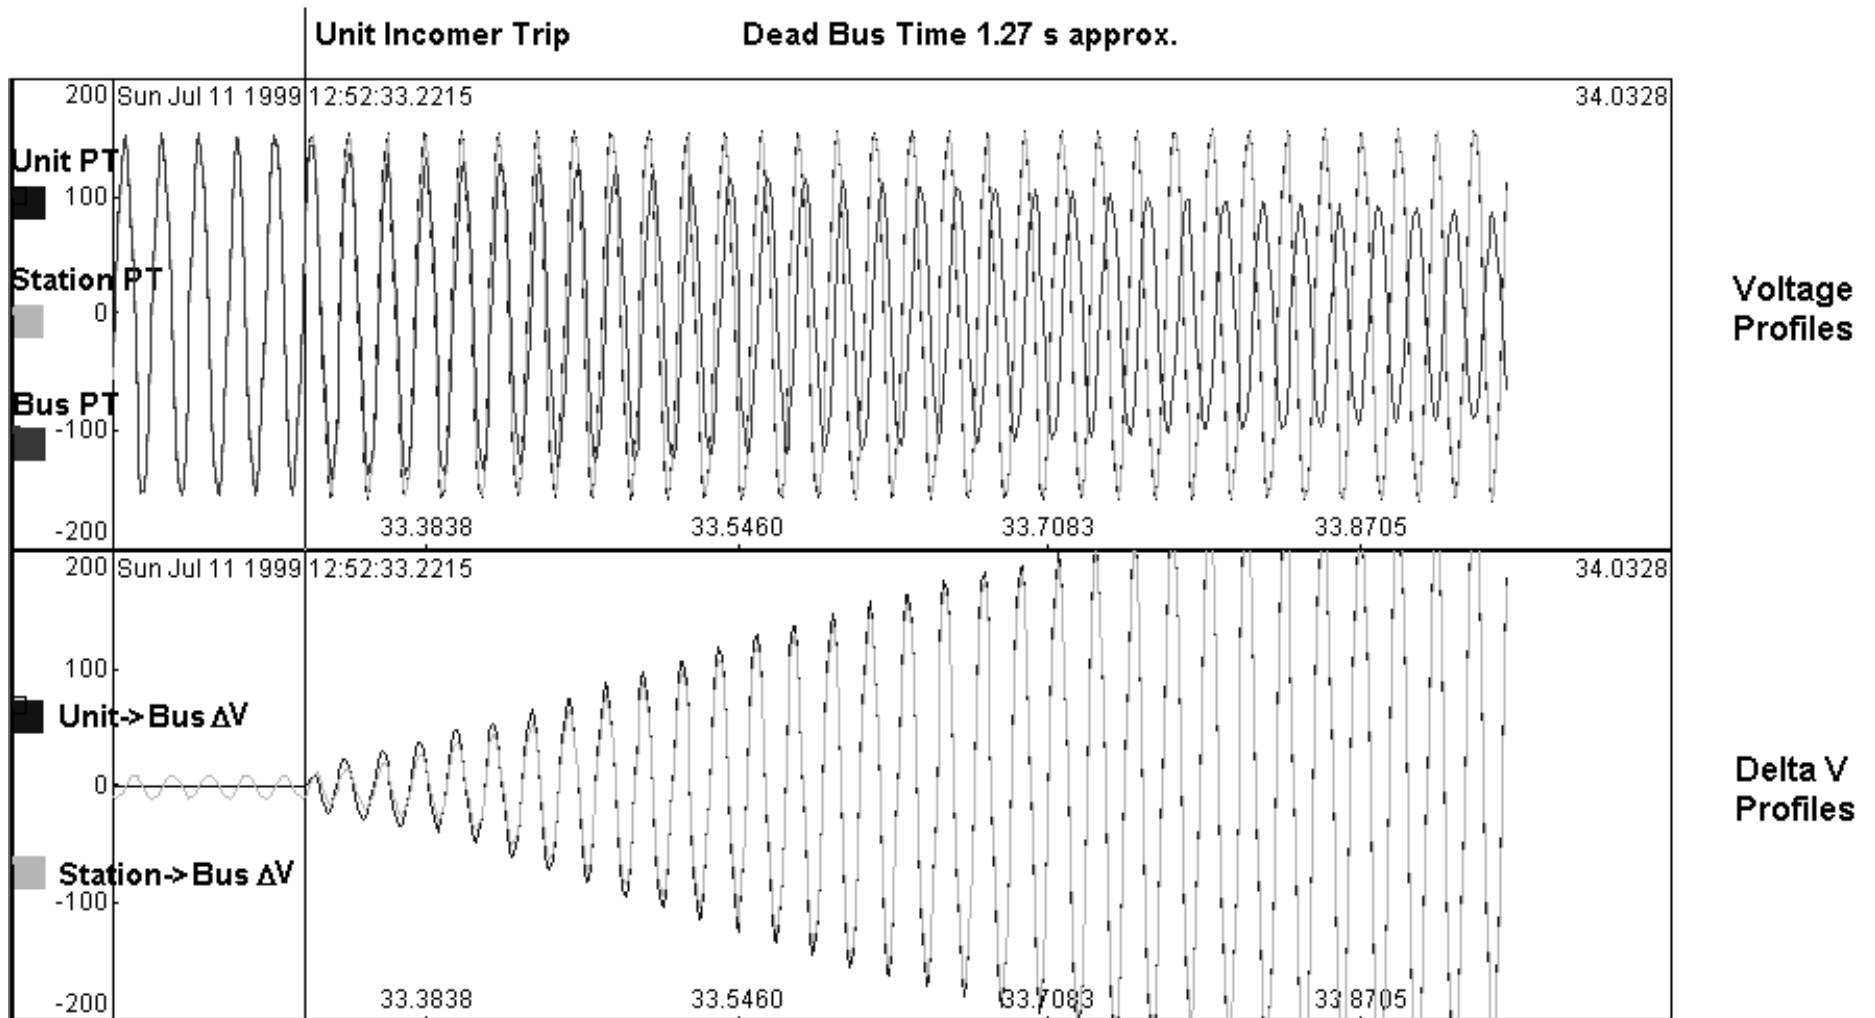 Unit Incomer Trip
Dead Bus Time 1.27 s approx.
200 Sun Jul 11 1999 12:52:33.2215 34.0328
Unit PT
100
Station PT
0
Bus PT
-100
-200
33.3838 33.5460 33.7083 33.8705
Voltage
Profiles
200 Sun Jul 11 1999 12:52:33.2215 34.0328
100
Unit->Bus ΔV
0
Station->Bus ΔV
-100
-200
33.3838 33.5460 33.7083 33.8705
Delta V
Profiles